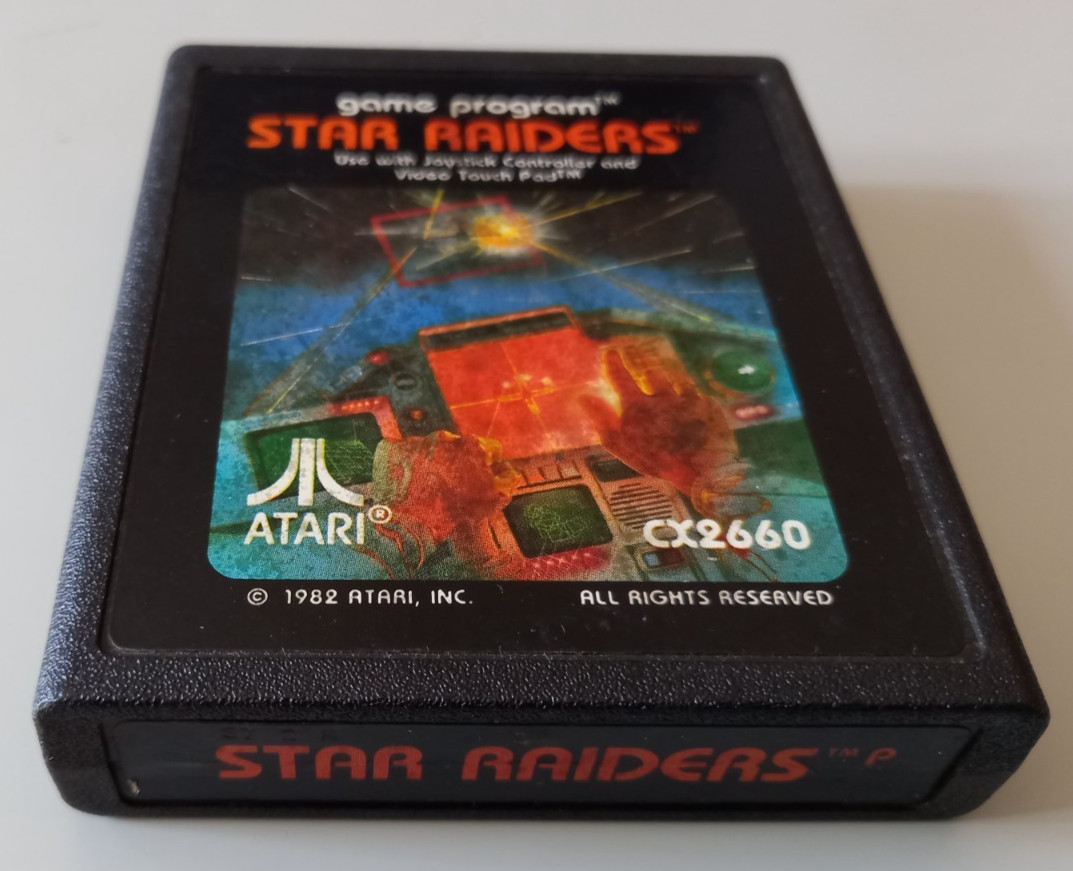 game program™
STAR RAIDERS™
Use with Joystick Controller and
Video Touch Pad™
ATARI®
CX2660
© 1982 ATARI, INC.
ALL RIGHTS RESERVED
STAR RAIDERS™ P